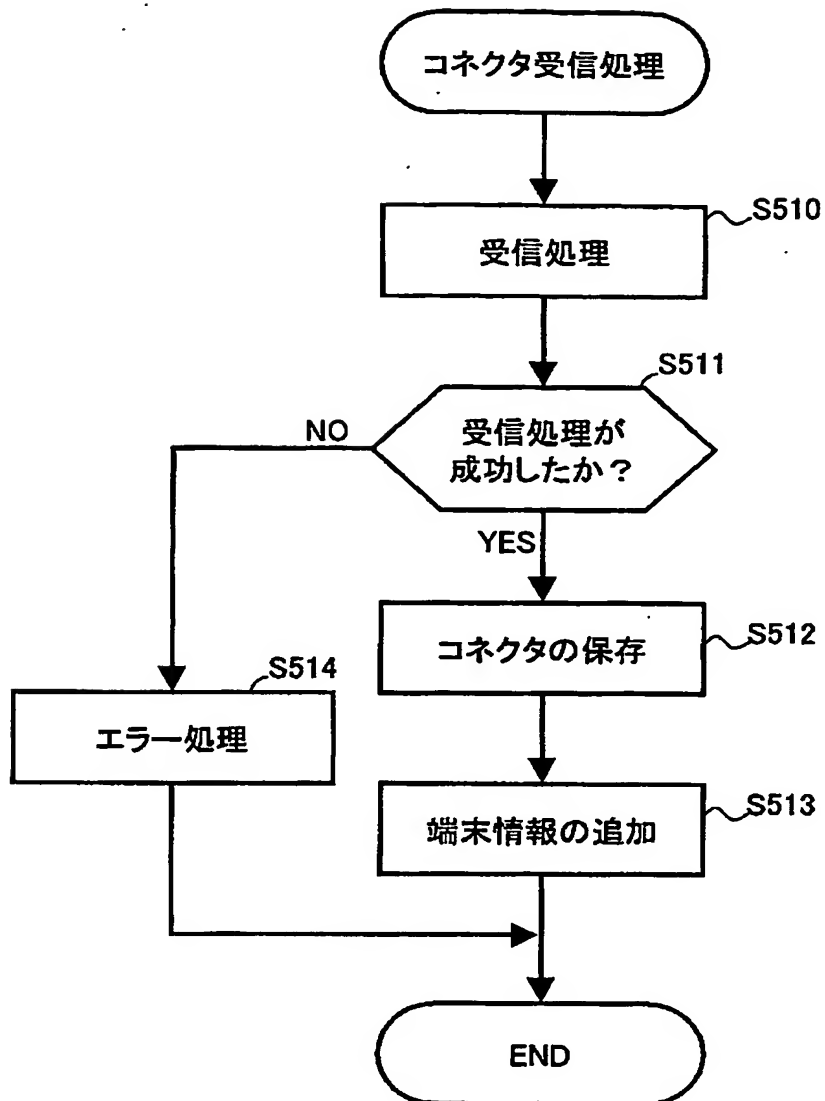 コネクタ受信処理
S510
受信処理
S511
NO
受信処理が
成功したか?
YES
S512
コネクタの保存
S514
エラー処理
S513
端末情報の追加
END